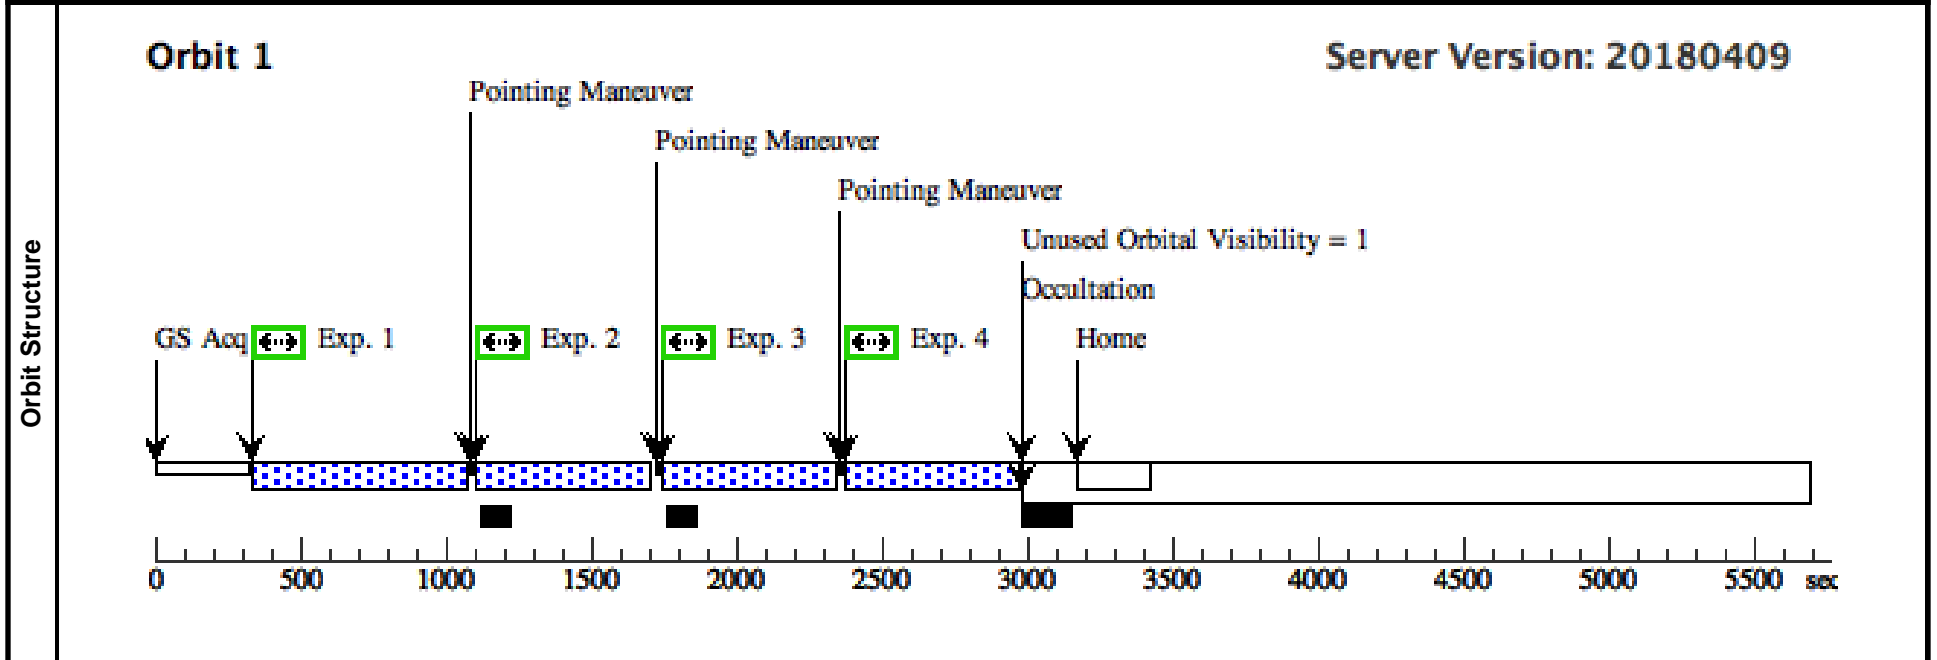 Orbit Structure
Orbit 1
Server Version: 20180409
Pointing Maneuver
Pointing Maneuver
Pointing Maneuver
Unused Orbital Visibility = 1
Occultation
GS Acq Exp. 1 Exp. 2 Exp. 3 Exp. 4 Home
0 500 1000 1500 2000 2500 3000 3500 4000 4500 5000 5500 sec